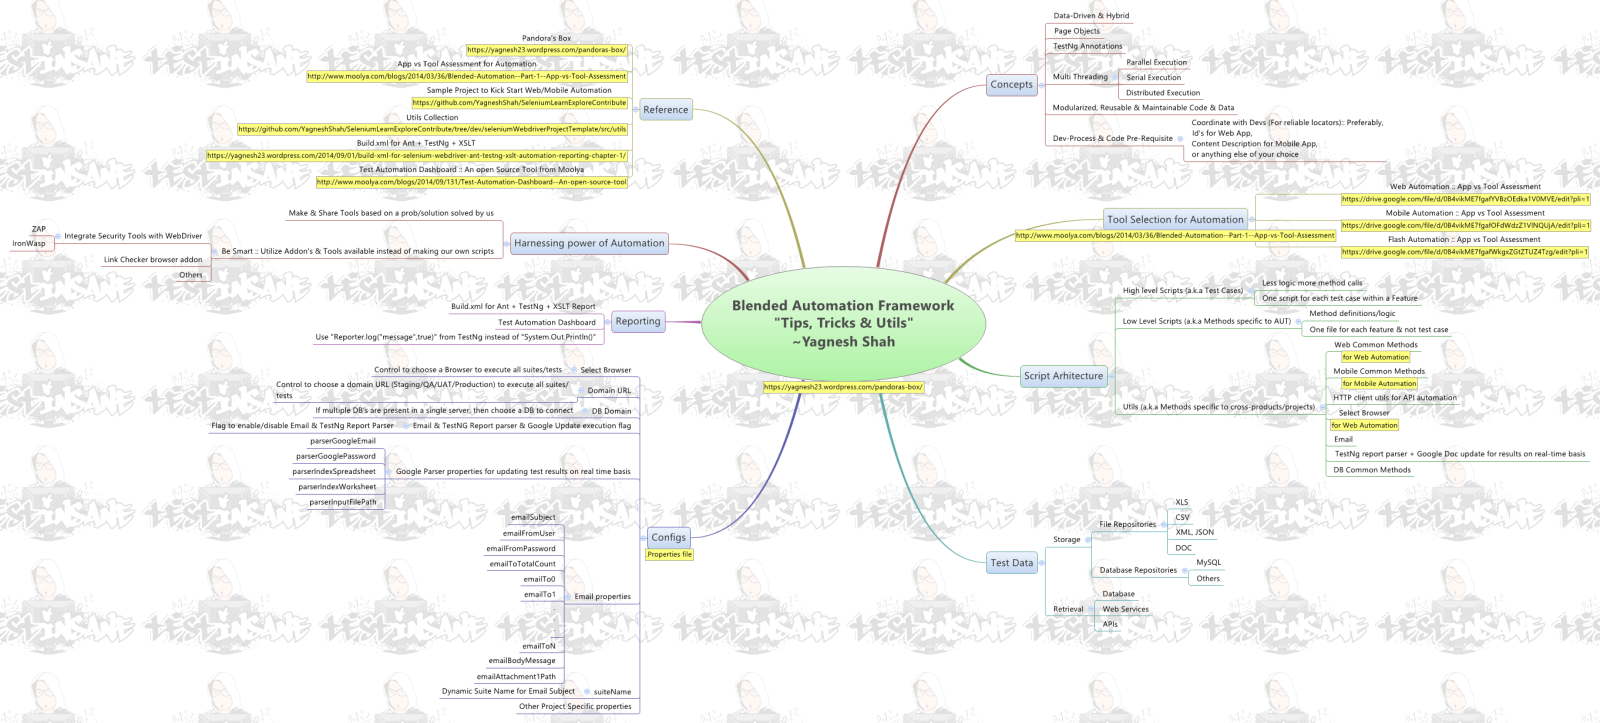 Blended Automation Framework
"Tips, Tricks & Utils"
~Yagnesh Shah
https://yagnesh23.wordpress.com/pandoras-box/
Concepts
Data-Driven & Hybrid
Page Objects
TestNg Annotations
Multi Threading
Parallel Execution
Serial Execution
Distributed Execution
Modularized, Reusable & Maintainable Code & Data
Dev-Process & Code Pre-Requisite
Coordinate with Devs (For reliable locators):: Preferably,
Id's for Web App,
Content Description for Mobile App,
or anything else of your choice
Tool Selection for Automation
http://www.moolya.com/blogs/2014/03/36/Blended-Automation--Part-1--App-vs-Tool-Assessment
Web Automation :: App vs Tool Assessment
https://drive.google.com/file/d/0B4vikME7fgafYVBzOEdka1V0MVE/edit?pli=1
Mobile Automation :: App vs Tool Assessment
https://drive.google.com/file/d/0B4vikME7fgafOFdWdzZ1VlNQUjA/edit?pli=1
Flash Automation :: App vs Tool Assessment
https://drive.google.com/file/d/0B4vikME7fgafWkgxZGtZTUZ4Tzg/edit?pli=1
Script Arhitecture
High level Scripts (a.k.a Test Cases)
Less logic more method calls
One script for each test case within a Feature
Low Level Scripts (a.k.a Methods specific to AUT)
Method definitions/logic
One file for each feature & not test case
Utils (a.k.a Methods specific to cross-products/projects)
Web Common Methods
for Web Automation
Mobile Common Methods
for Mobile Automation
HTTP client utils for API automation
Select Browser
for Web Automation
Email
TestNg report parser + Google Doc update for results on real-time basis
DB Common Methods
Test Data
Storage
File Repositories
XLS
CSV
XML, JSON
DOC
Database Repositories
MySQL
Others
Retrieval
Database
Web Services
APIs
Reference
Pandora's Box
https://yagnesh23.wordpress.com/pandoras-box/
App vs Tool Assessment for Automation
http://www.moolya.com/blogs/2014/03/36/Blended-Automation--Part-1--App-vs-Tool-Assessment
Sample Project to Kick Start Web/Mobile Automation
https://github.com/YagneshShah/SeleniumLearnExploreContribute
Utils Collection
https://github.com/YagneshShah/SeleniumLearnExploreContribute/tree/dev/seleniumWebdriverProjectTemplate/src/utils
Build.xml for Ant + TestNg + XSLT
https://yagnesh23.wordpress.com/2014/09/01/build-xml-for-selenium-webdriver-ant-testng-xslt-automation-reporting-chapter-1/
Test Automation Dashboard :: An open Source Tool from Moolya
http://www.moolya.com/blogs/2014/09/131/Test-Automation-Dashboard--An-open-source-tool
Harnessing power of Automation
Make & Share Tools based on a prob/solution solved by us
Be Smart :: Utilize Addon's & Tools available instead of making our own scripts
Integrate Security Tools with WebDriver
ZAP
IronWasp
Link Checker browser addon
Others
Reporting
Build.xml for Ant + TestNg + XSLT Report
Test Automation Dashboard
Use "Reporter.log("message",true)" from TestNg instead of "System.Out.Println()"
Configs
.Properties file
Select Browser
Control to choose a Browser to execute all suites/tests
Domain URL
Control to choose a domain URL (Staging/QA/UAT/Production) to execute all suites/
tests
DB Domain
If multiple DB's are present in a single server, then choose a DB to connect
Email & TestNG Report parser & Google Update execution flag
Flag to enable/disable Email & TestNg Report Parser
Google Parser properties for updating test results on real time basis
parserGoogleEmail
parserGooglePassword
parserIndexSpreadsheet
parserIndexWorksheet
parserInputFilePath
Email properties
emailSubject
emailFromUser
emailFromPassword
emailToTotalCount
emailTo0
emailTo1
.
.
.
emailToN
emailBodyMessage
emailAttachment1Path
suiteName
Dynamic Suite Name for Email Subject
Other Project Specific properties
TEST INSANE